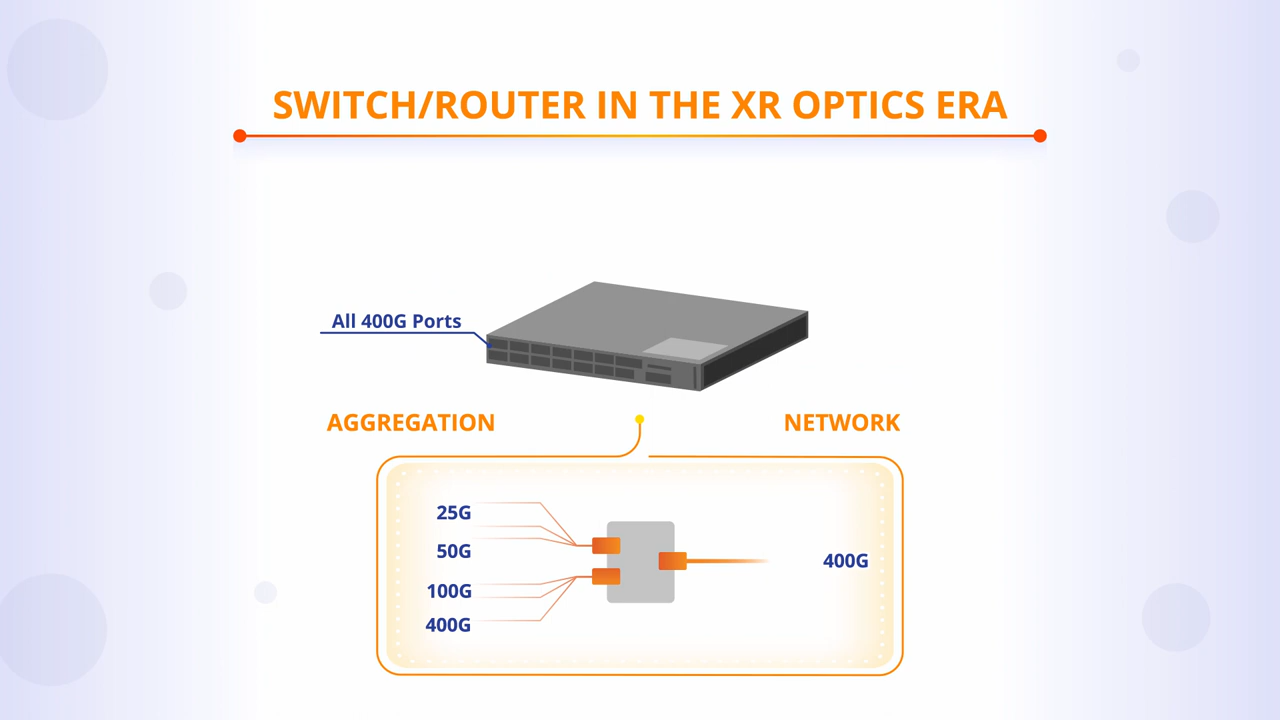 SWITCH/ROUTER IN THE XR OPTICS ERA
All 400G Ports
AGGREGATION
NETWORK
25G
50G
100G
400G
400G